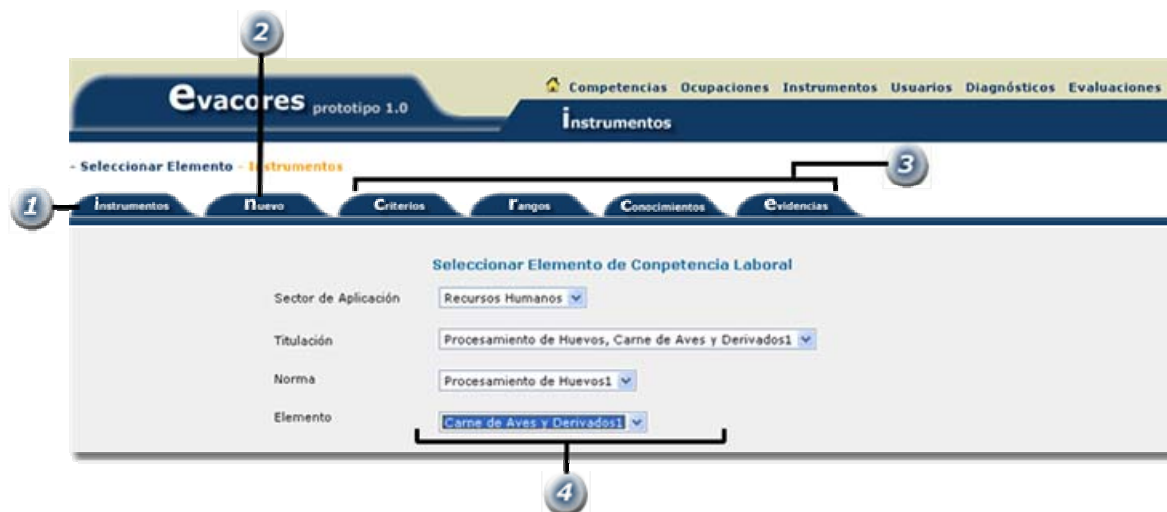 2
evacores prototipo 1.0
Competencias Ocupaciones Instrumentos Usuarios Diagnósticos Evaluaciones
instrumentos
- Seleccionar Elemento - Instrumentos
3
1
instrumentos nuevo Criterios rangos Conocimientos evidencias
Seleccionar Elemento de Conpetencia Laboral
Sector de Aplicación Recursos Humanos
Titulación Procesamiento de Huevos, Carne de Aves y Derivados1
Norma Procesamiento de Huevos1
Elemento Carne de Aves y Derivados1
4